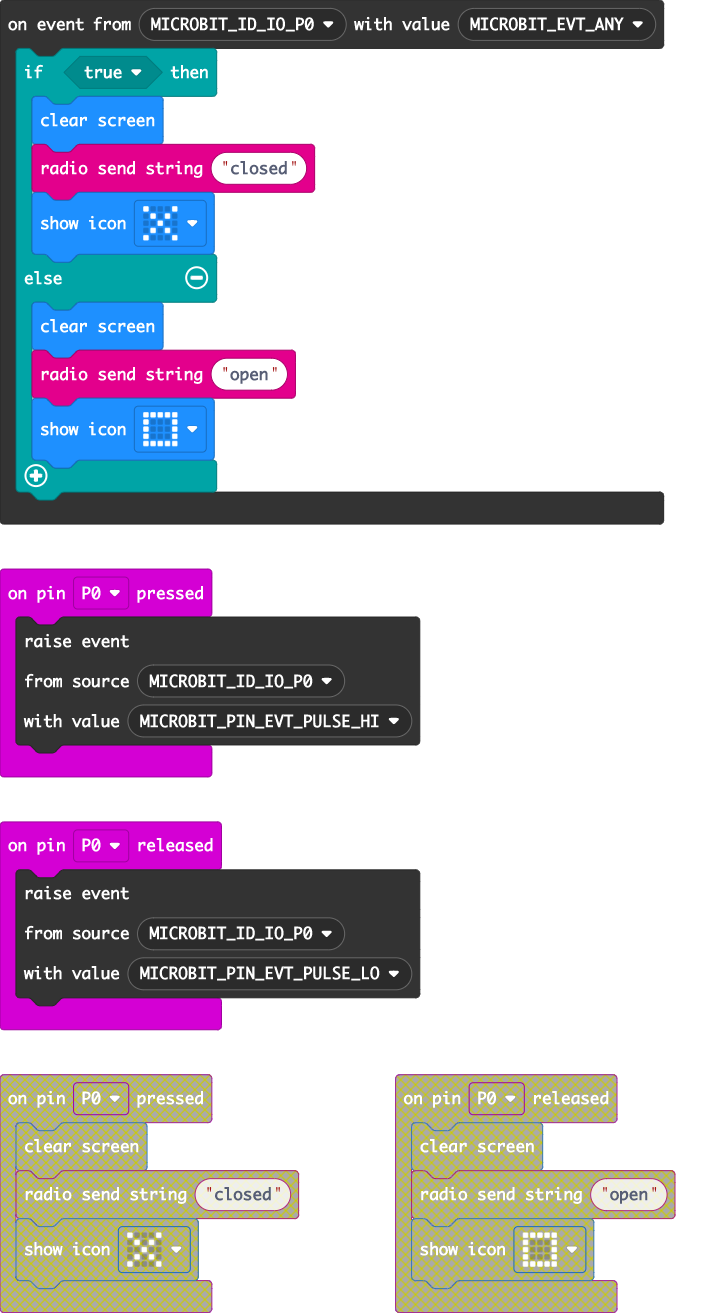 on event from MICROBIT_ID_IO_P0 with value MICROBIT_EVT_ANY
if true then
clear screen
radio send string "closed"
show icon
else
clear screen
radio send string "open"
show icon
on pin P0 pressed
raise event
from source MICROBIT_ID_IO_P0
with value MICROBIT_PIN_EVT_PULSE_HI
on pin P0 released
raise event
from source MICROBIT_ID_IO_P0
with value MICROBIT_PIN_EVT_PULSE_LO
on pin P0 pressed
clear screen
radio send string "closed"
show icon
on pin P0 released
clear screen
radio send string "open"
show icon